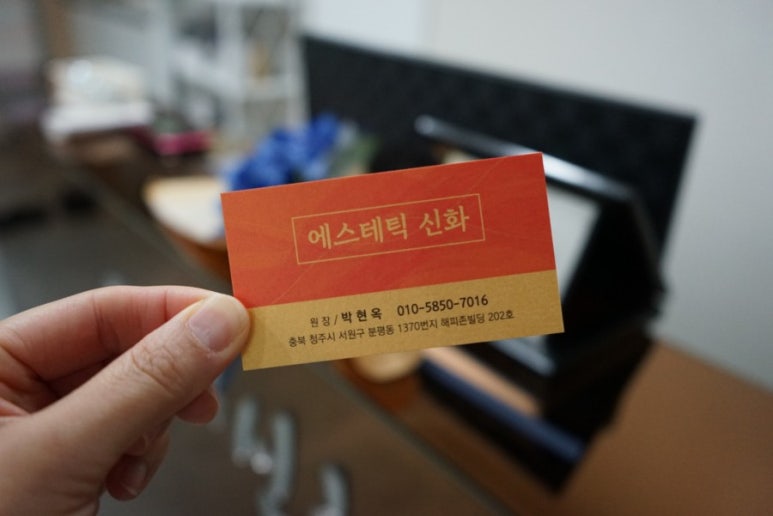 에스테틱 신화
원장 / 박현옥 010-5850-7016
충북 청주시 서원구 분평동 1370번지 해피존빌딩 202호